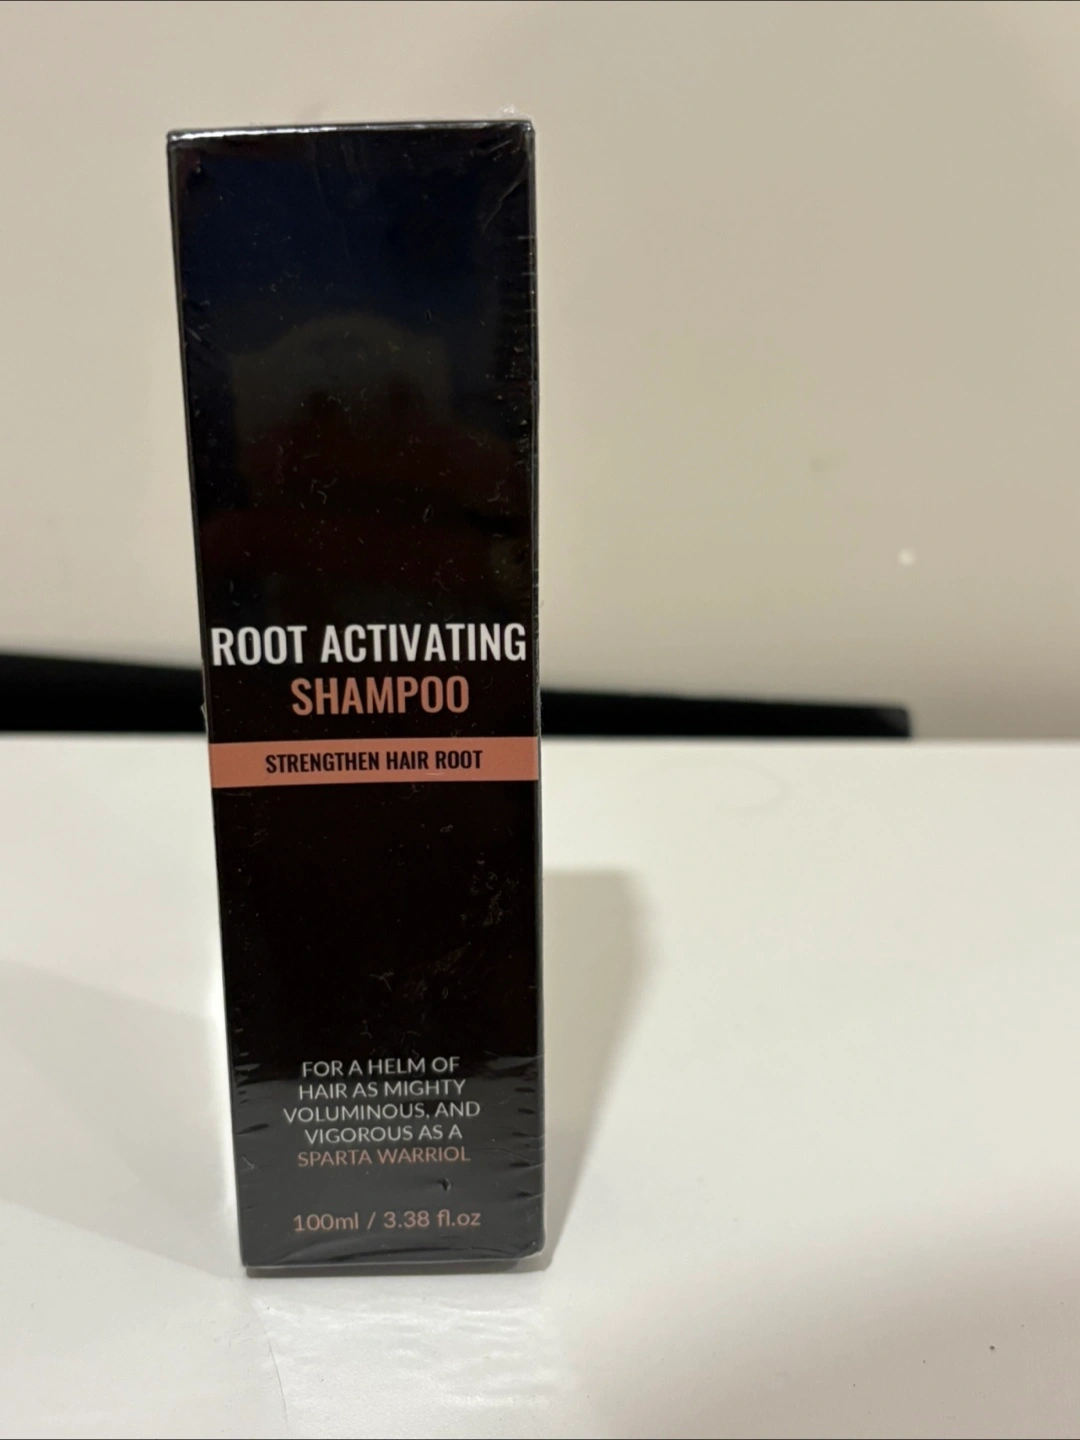 ROOT ACTIVATING
SHAMPOO
STRENGTHEN HAIR ROOT
FOR A HELM OF
HAIR AS MIGHTY
VOLUMINOUS, AND
VIGOROUS AS A
SPARTA WARRIOL
100ml / 3.38 fl.oz